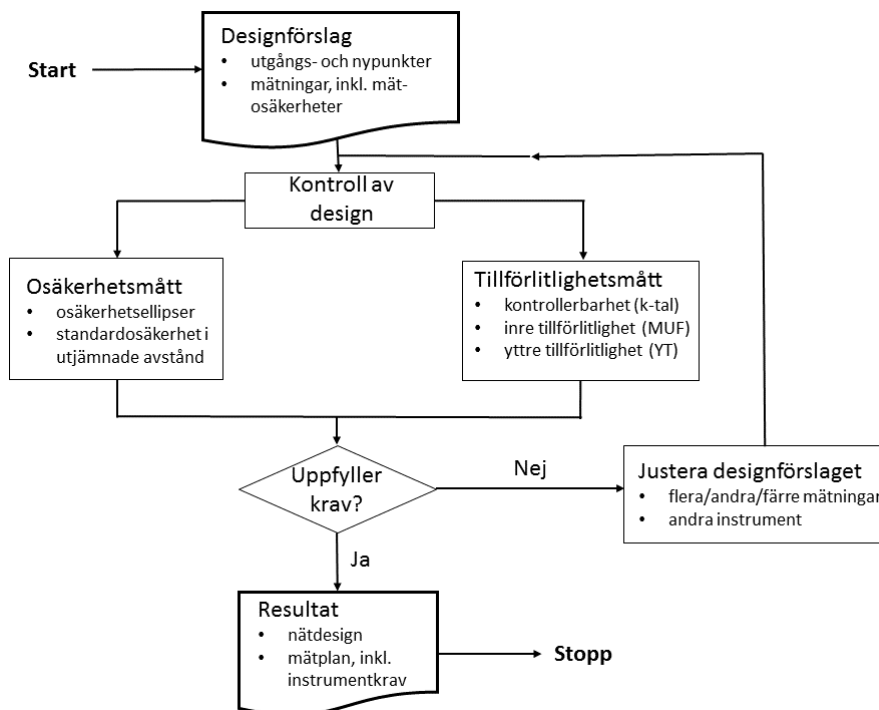 Designförslag
• utgångs- och nypunkter
• mätningar, inkl. mät-
osäkerheter
Start
Kontroll av
design
Osäkerhetsmått
• osäkerhetsellipser
• standardosäkerhet i
utjämnade avstånd
Tillförlitlighetsmått
• kontrollerbarhet (k-tal)
• inre tillförlitlighet (MUF)
• yttre tillförlitlighet (YT)
Uppfyller
krav?
Nej
Justera designförslaget
• flera/andra/färre mätningar
• andra instrument
Ja
Resultat
• nätdesign
• mätplan, inkl.
instrumentkrav
Stopp